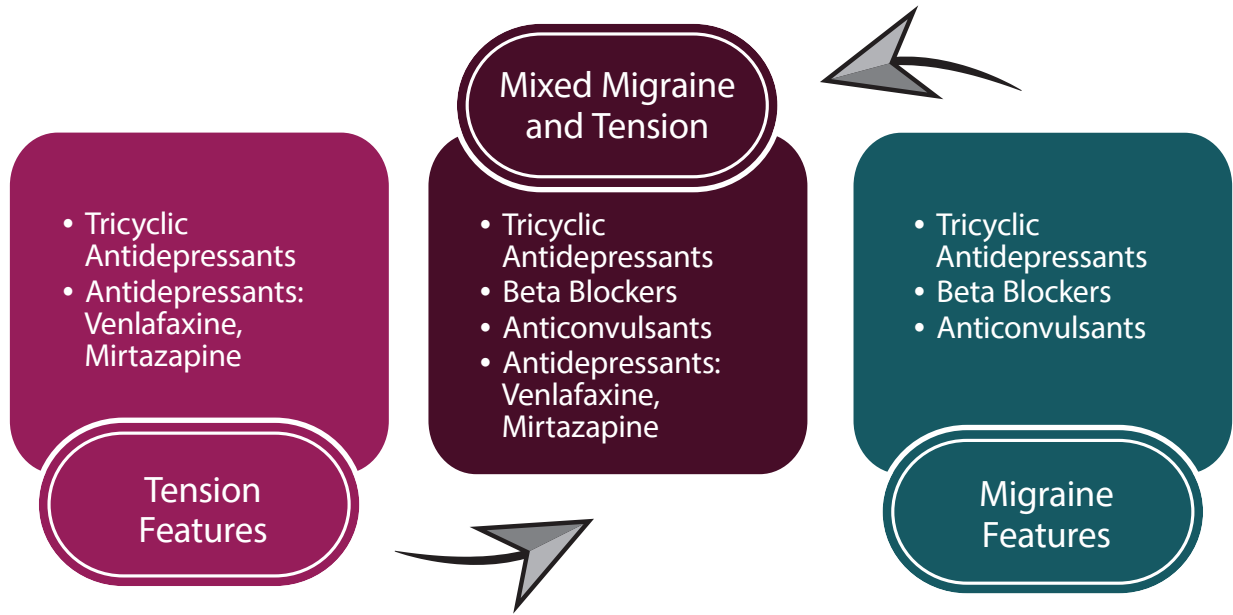 • Tricyclic
Antidepressants
• Antidepressants:
Venlafaxine,
Mirtazapine
Tension
Features
Mixed Migraine
and Tension
• Tricyclic
Antidepressants
• Beta Blockers
• Anticonvulsants
• Antidepressants:
Venlafaxine,
Mirtazapine
• Tricyclic
Antidepressants
• Beta Blockers
• Anticonvulsants
Migraine
Features